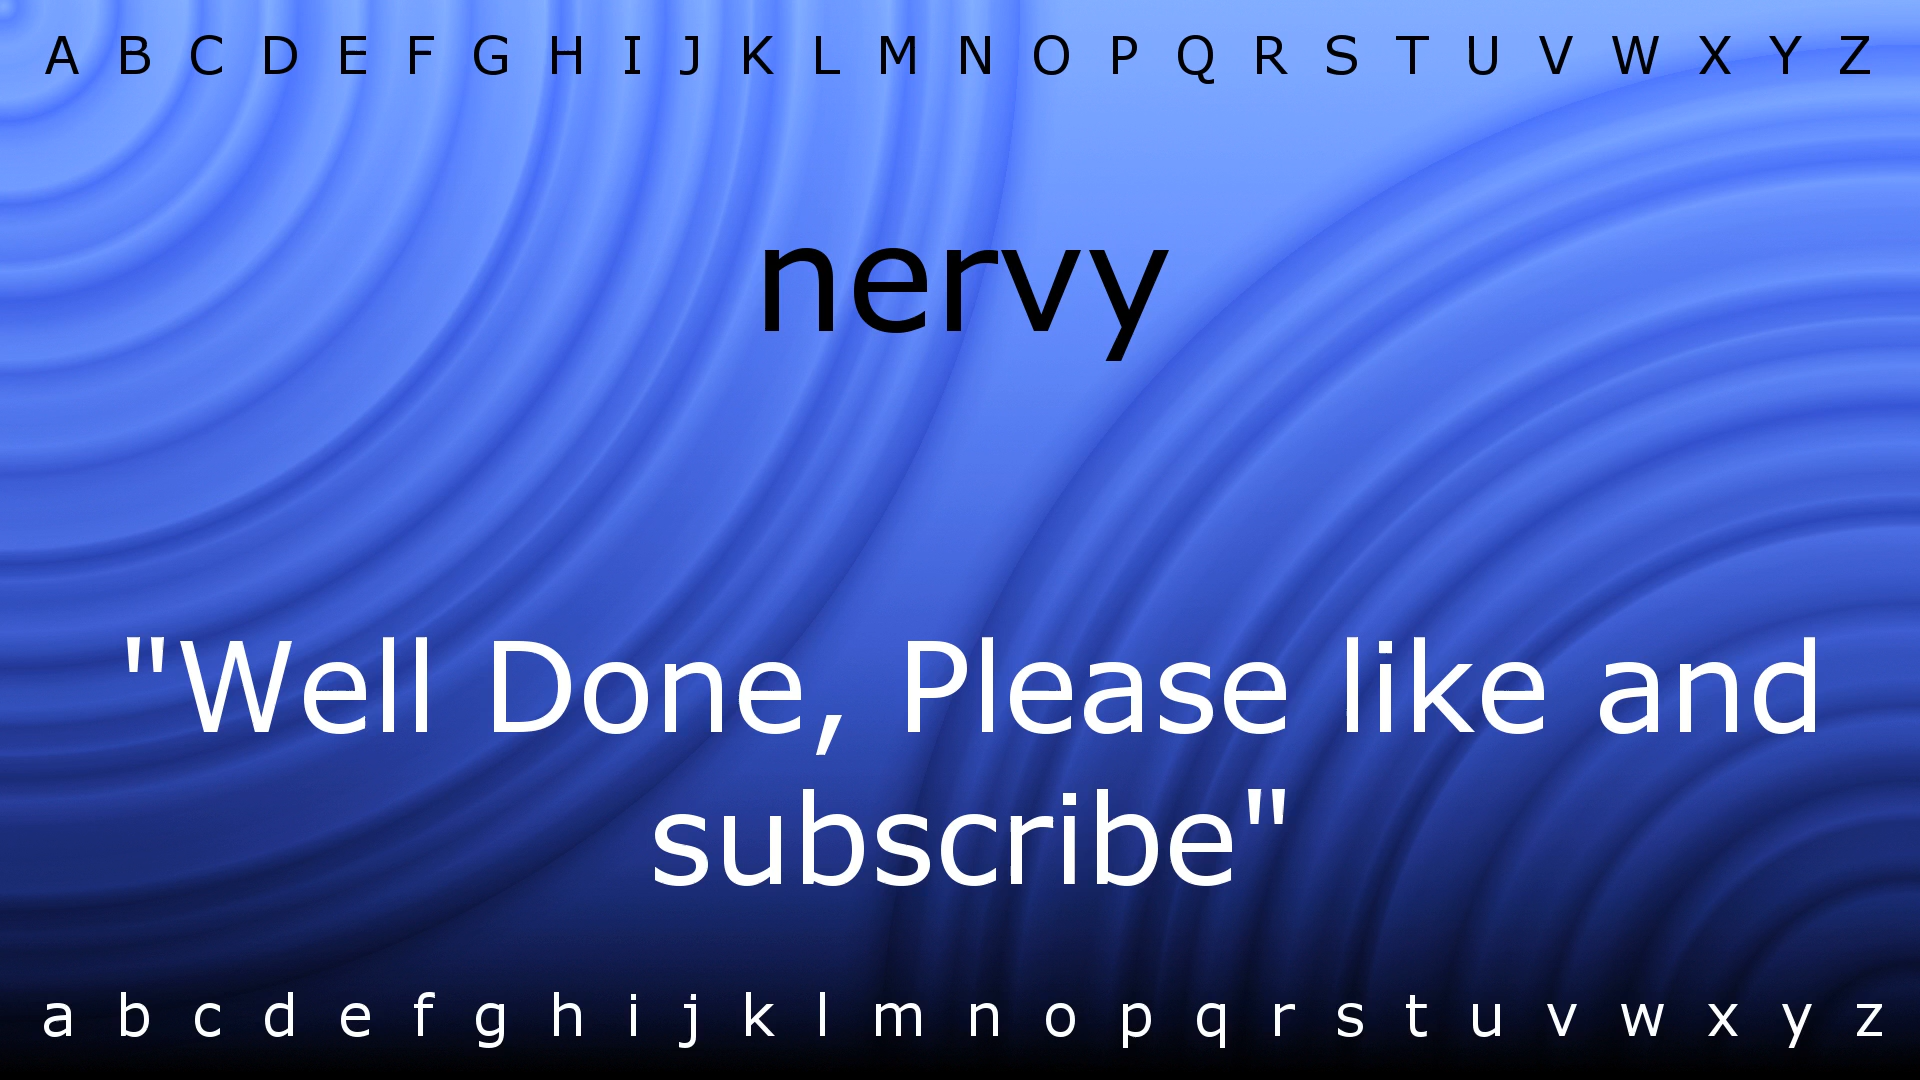 A B C D E F G H I J K L M N O P Q R S T U V W X Y Z
nervy
"Well Done, Please like and
subscribe"
a b c d e f g h i j k l m n o p q r s t u v w x y z